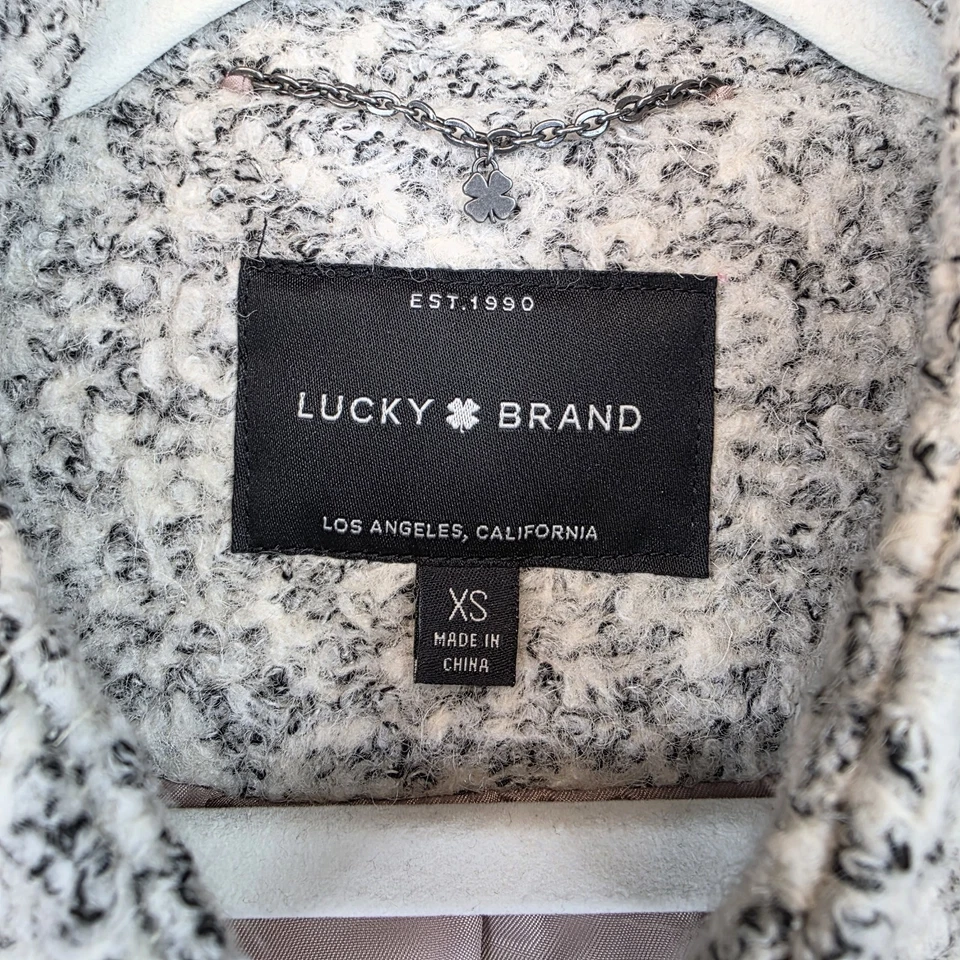 EST.1990
LUCKY BRAND
LOS ANGELES, CALIFORNIA
XS
MADE IN
CHINA